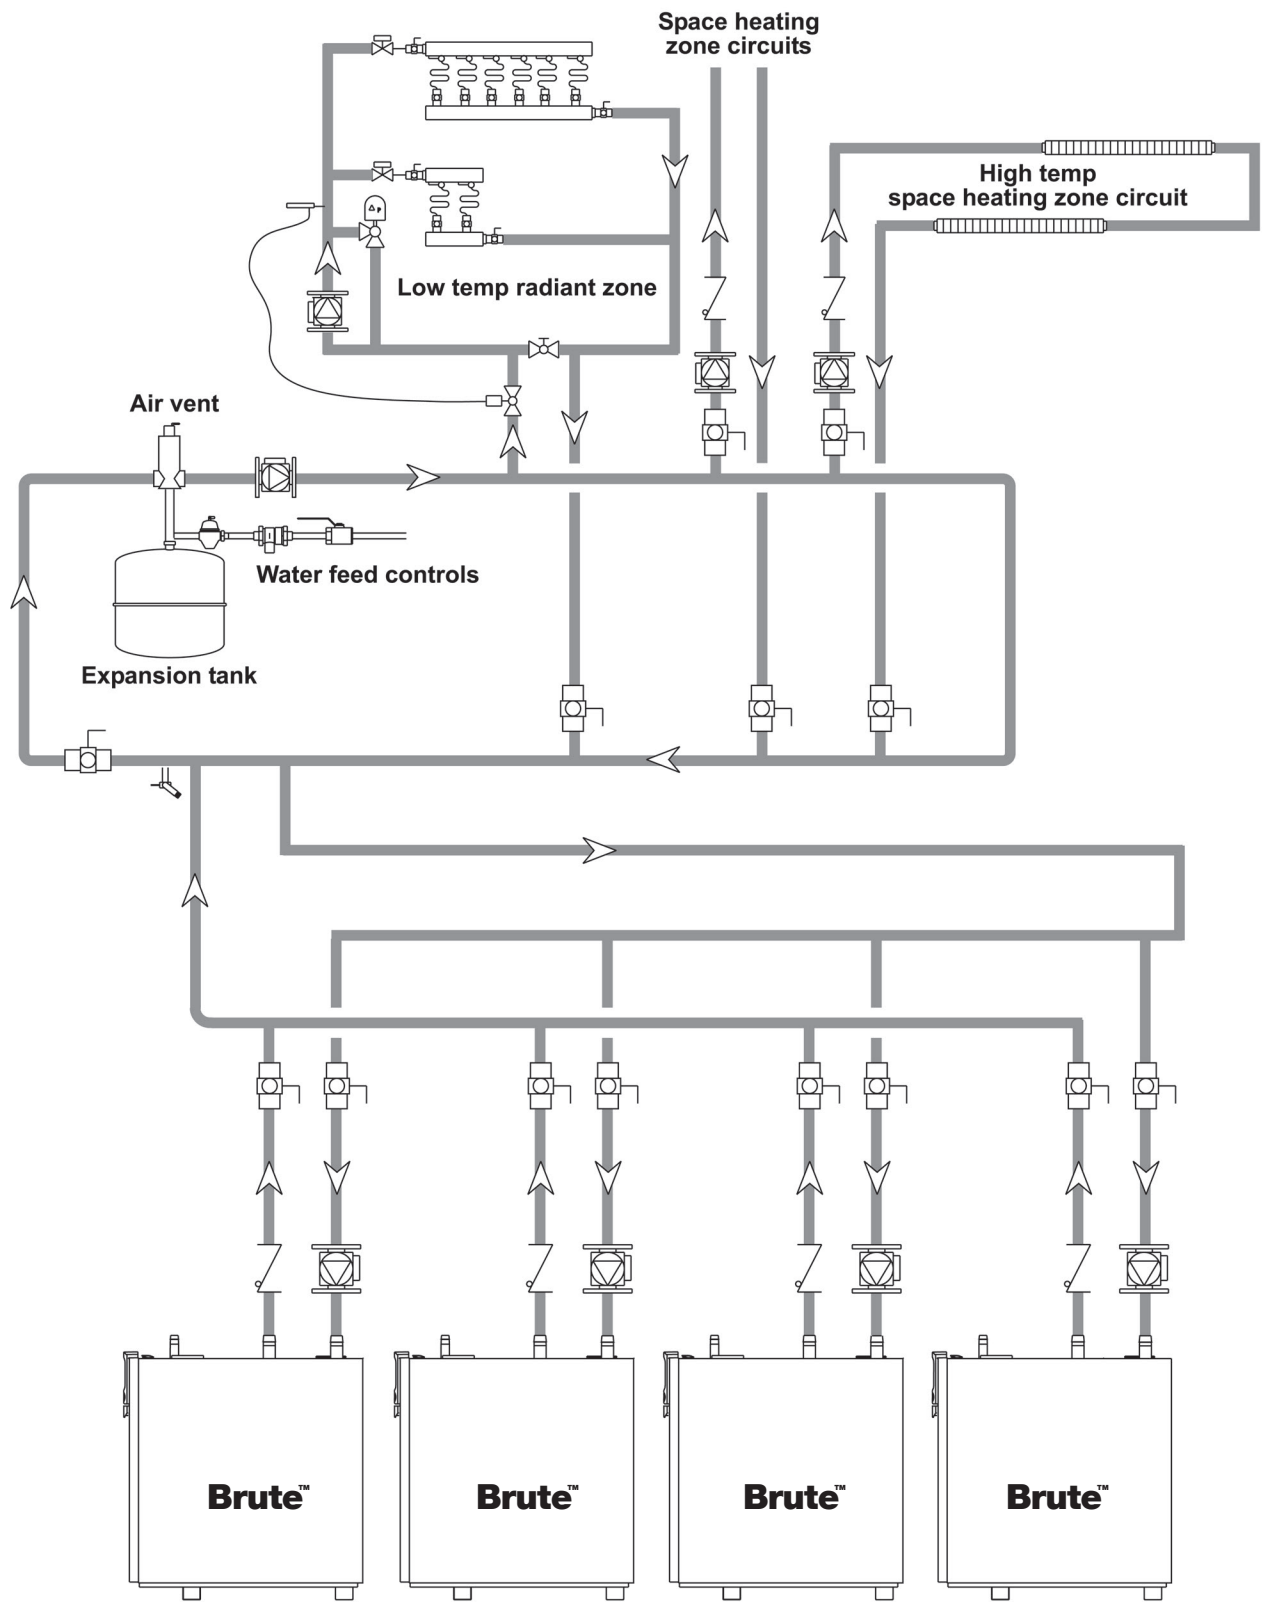 Space heating
zone circuits
High temp
space heating zone circuit
Δ P
Low temp radiant zone
Air vent
Water feed controls
Expansion tank
Brute™
Brute™
Brute™
Brute™